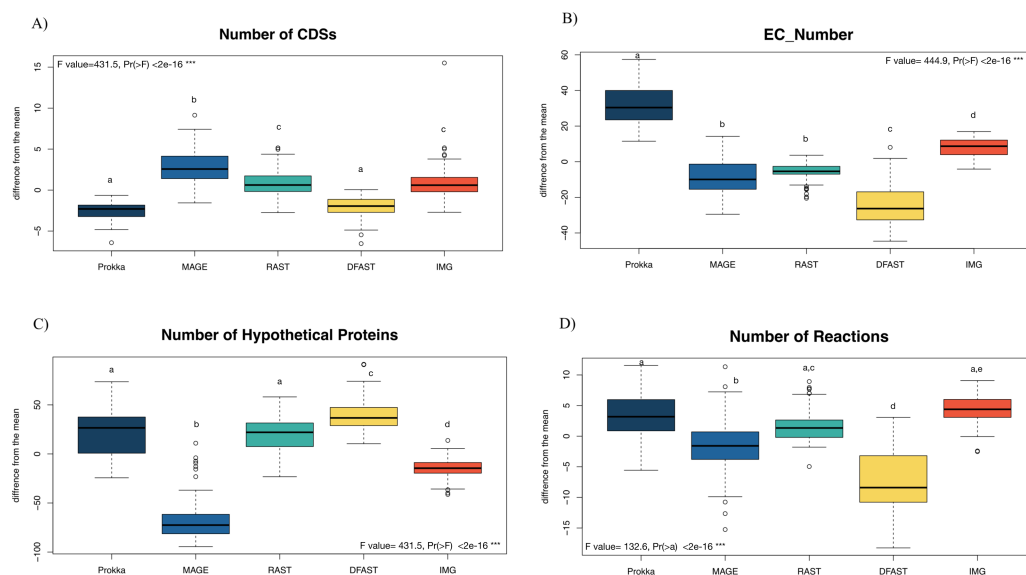 A)
Number of CDSs
F value=431.5, Pr(>F) <2e-16 ***
diffrence from the mean
15
10
5
0
−5
a
b
c
a
c
Prokka MAGE RAST DFAST IMG
B)
EC_Number
F value= 444.9, Pr(>F) <2e-16 ***
diffrence from the mean
60
40
20
0
−20
−40
a
b
b
c
d
Prokka MAGE RAST DFAST IMG
C)
Number of Hypothetical Proteins
diffrence from the mean
50
0
−50
−100
a
b
a
c
d
F value= 431.5, Pr(>F) <2e-16 ***
Prokka MAGE RAST DFAST IMG
D)
Number of Reactions
diffrence from the mean
10
5
0
−5
−10
−15
a
b
a,c
d
a,e
F value= 132.6, Pr(>a) <2e-16 ***
Prokka MAGE RAST DFAST IMG